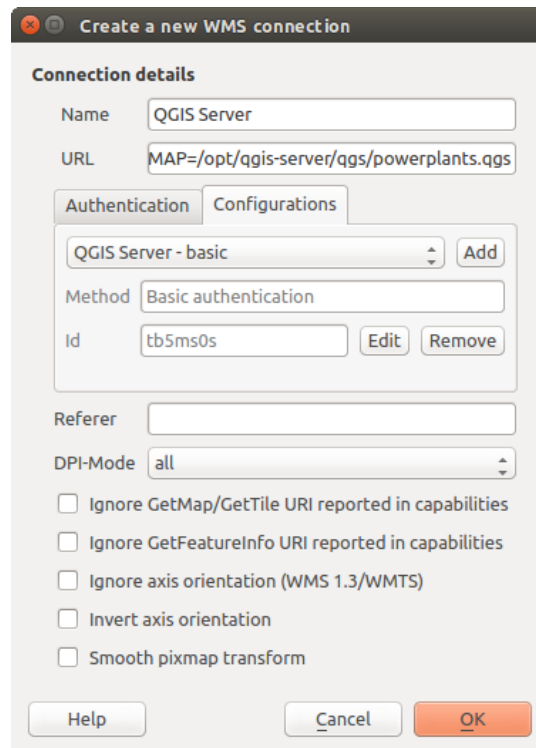 Create a new WMS connection
Connection details
Name QGIS Server
URL MAP=/opt/qgis-server/qgs/powerplants.qgs
Authentication Configurations
QGIS Server - basic Add
Method Basic authentication
Id tb5ms0s Edit Remove
Referer
DPI-Mode all
Ignore GetMap/GetTile URI reported in capabilities
Ignore GetFeatureInfo URI reported in capabilities
Ignore axis orientation (WMS 1.3/WMTS)
Invert axis orientation
Smooth pixmap transform
Help Cancel OK